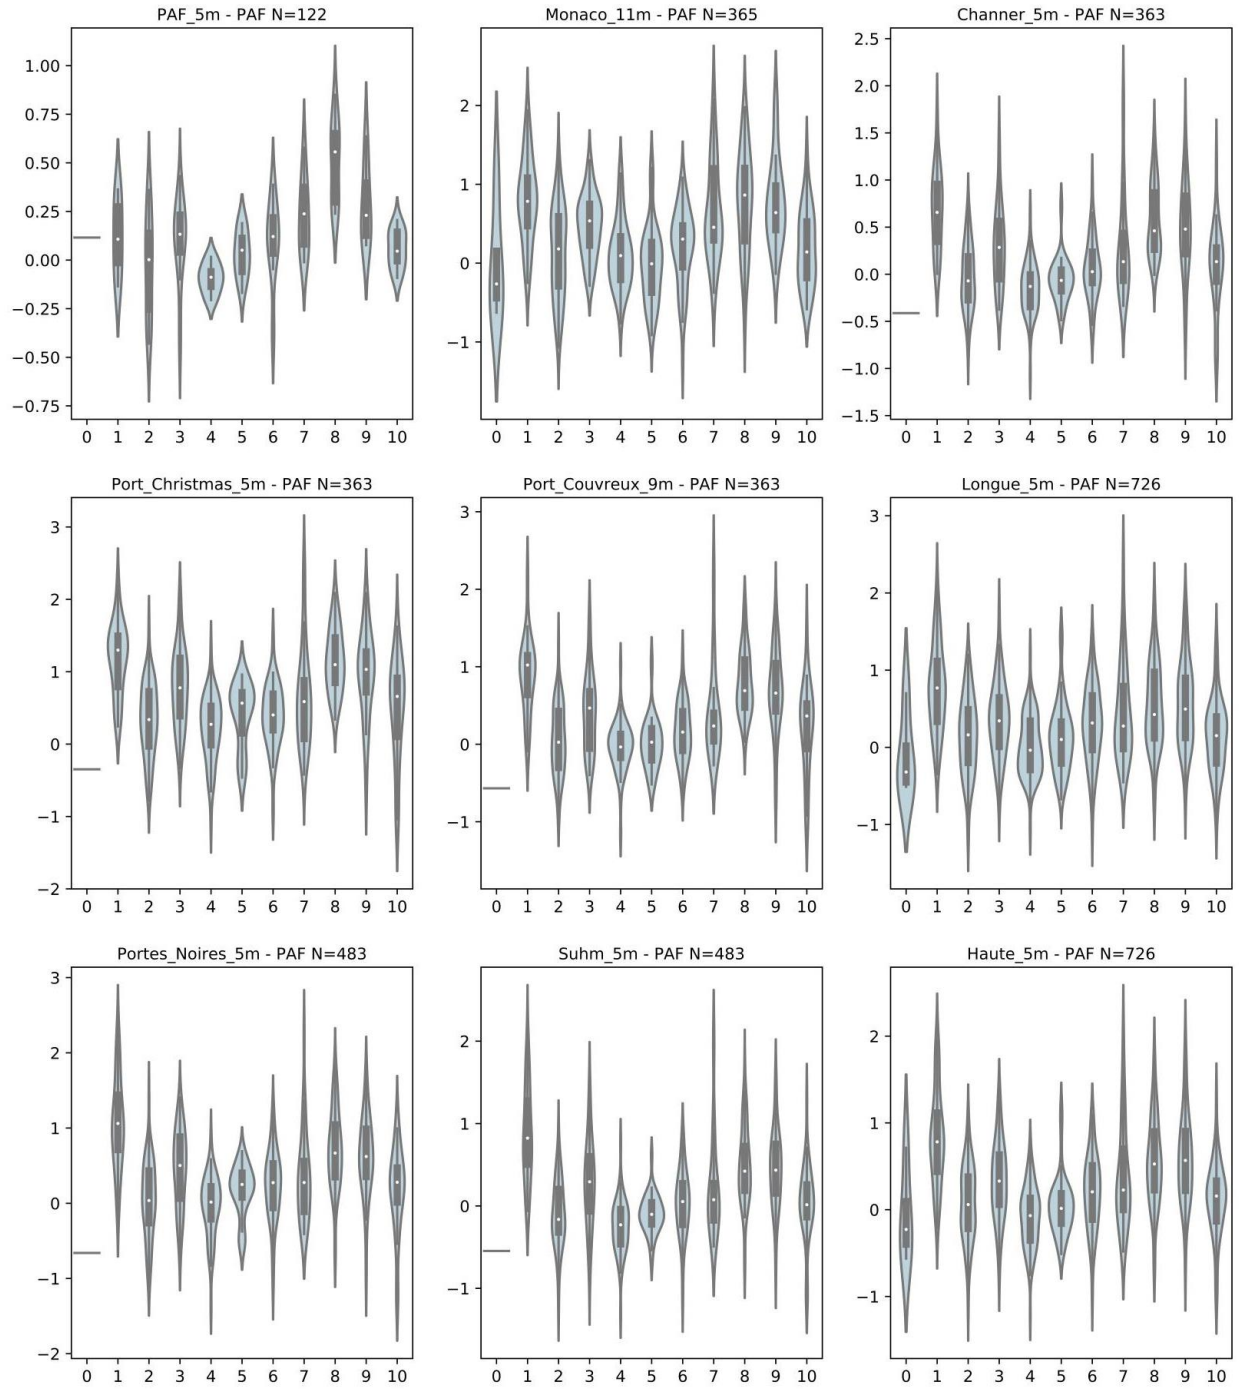 PAF_5m - PAF N=122
1.00
0.75
0.50
0.25
0.00
−0.25
−0.50
−0.75
0 1 2 3 4 5 6 7 8 9 10
Monaco_11m - PAF N=365
2
1
0
−1
0 1 2 3 4 5 6 7 8 9 10
Channer_5m - PAF N=363
2.5
2.0
1.5
1.0
0.5
0.0
−0.5
−1.0
−1.5
0 1 2 3 4 5 6 7 8 9 10
Port_Christmas_5m - PAF N=363
3
2
1
0
−1
−2
0 1 2 3 4 5 6 7 8 9 10
Port_Couvreux_9m - PAF N=363
3
2
1
0
−1
0 1 2 3 4 5 6 7 8 9 10
Longue_5m - PAF N=726
3
2
1
0
−1
0 1 2 3 4 5 6 7 8 9 10
Portes_Noires_5m - PAF N=483
3
2
1
0
−1
−2
0 1 2 3 4 5 6 7 8 9 10
Suhm_5m - PAF N=483
2
1
0
−1
0 1 2 3 4 5 6 7 8 9 10
Haute_5m - PAF N=726
2
1
0
−1
0 1 2 3 4 5 6 7 8 9 10